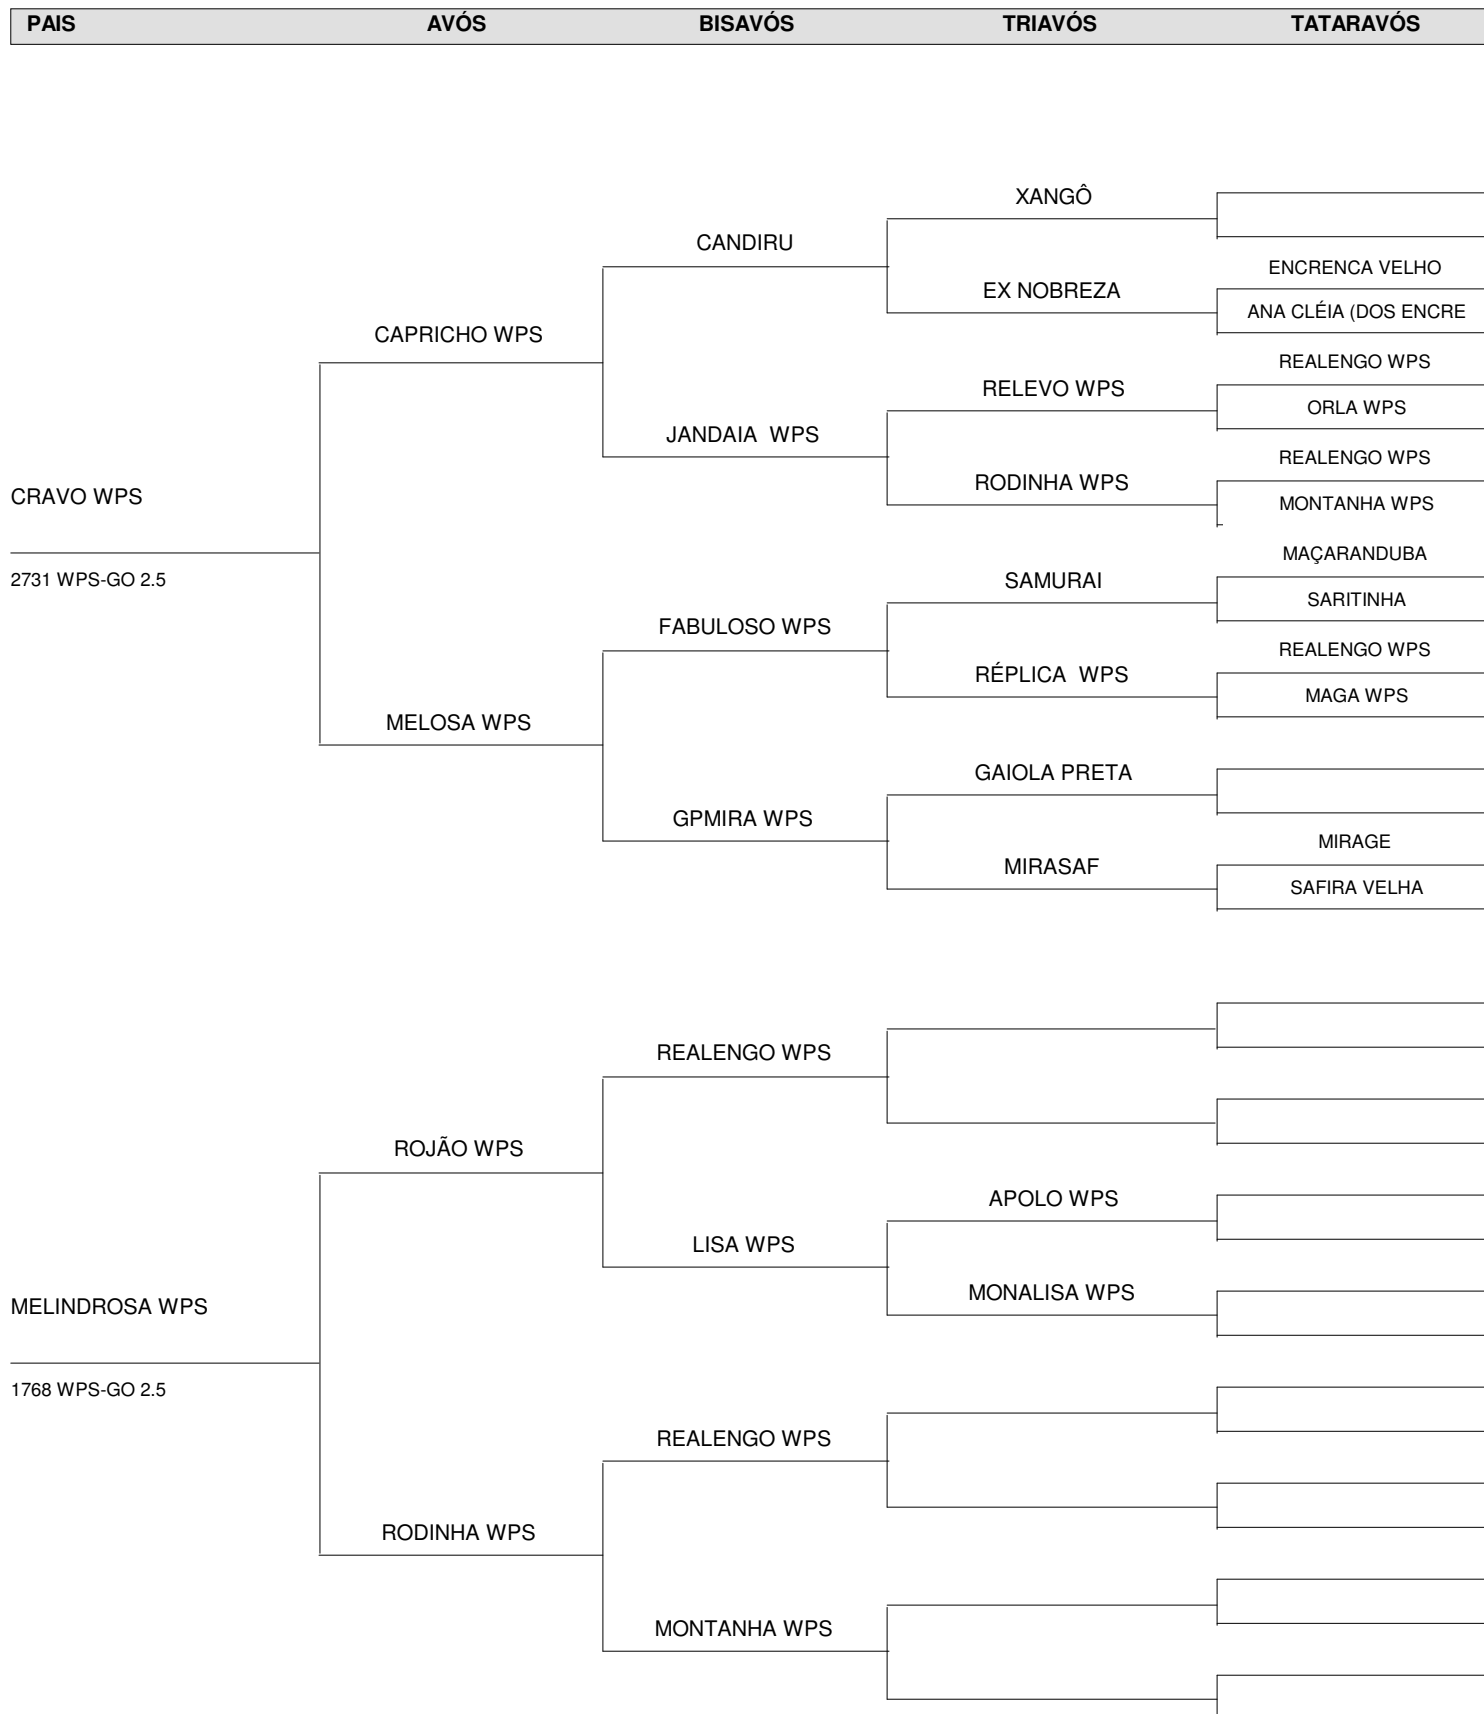 PAIS AVÓS BISAVÓS TRIAVÓS TATARAVÓS
XANGÔ
CANDIRU
ENCRENCA VELHO
EX NOBREZA
ANA CLÉIA (DOS ENCRE
CAPRICHO WPS
REALENGO WPS
RELEVO WPS
ORLA WPS
JANDAIA WPS
REALENGO WPS
RODINHA WPS
CRAVO WPS
MONTANHA WPS
MAÇARANDUBA
2731 WPS-GO 2.5
SAMURAI
SARITINHA
FABULOSO WPS
REALENGO WPS
RÉPLICA WPS
MAGA WPS
MELOSA WPS
GAIOLA PRETA
GPMIRA WPS
MIRAGE
MIRASAF
SAFIRA VELHA
REALENGO WPS
ROJÃO WPS
APOLO WPS
LISA WPS
MONALISA WPS
MELINDROSA WPS
1768 WPS-GO 2.5
REALENGO WPS
RODINHA WPS
MONTANHA WPS